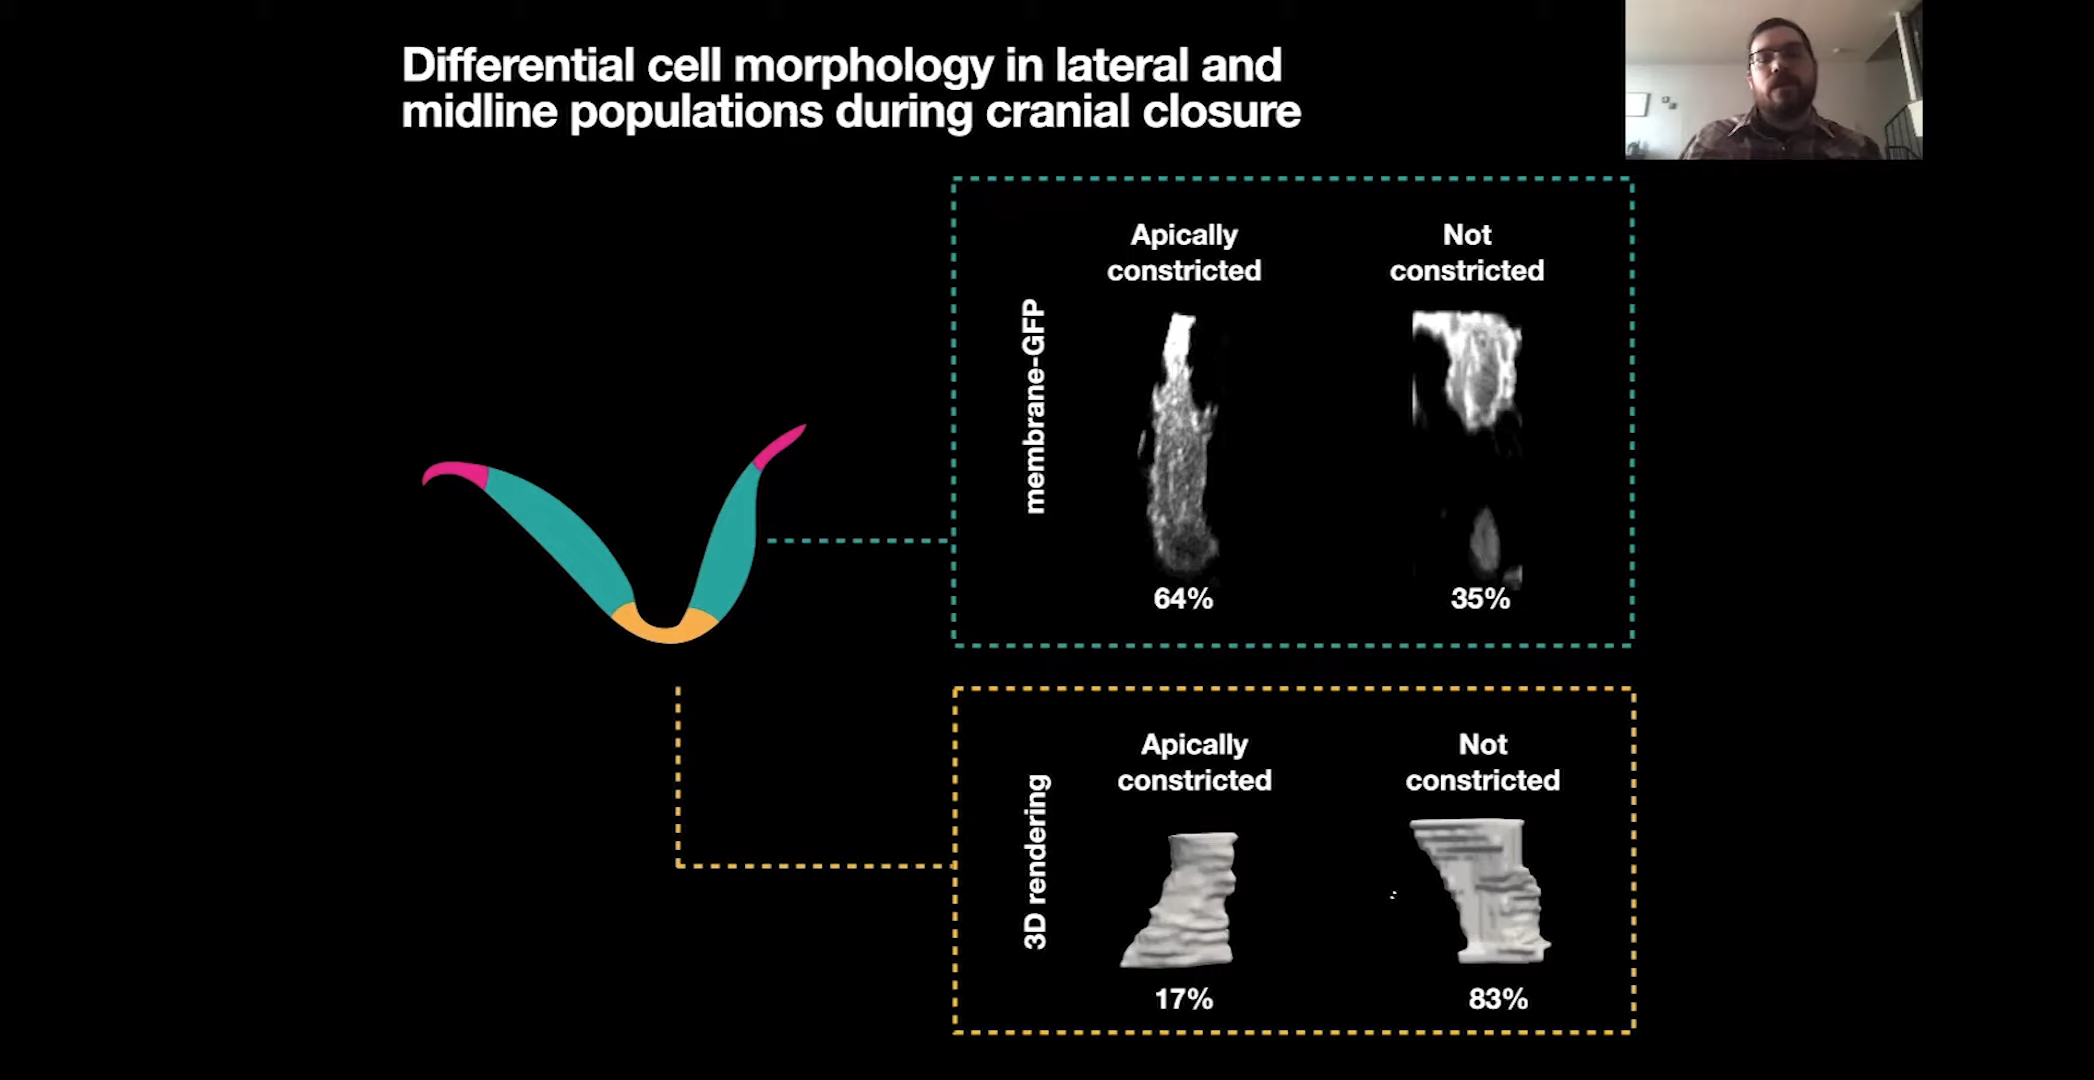 Differential cell morphology in lateral and
midline populations during cranial closure
Apically
constricted
Not
constricted
membrane-GFP
64%
35%
Apically
constricted
Not
constricted
3D rendering
17%
83%